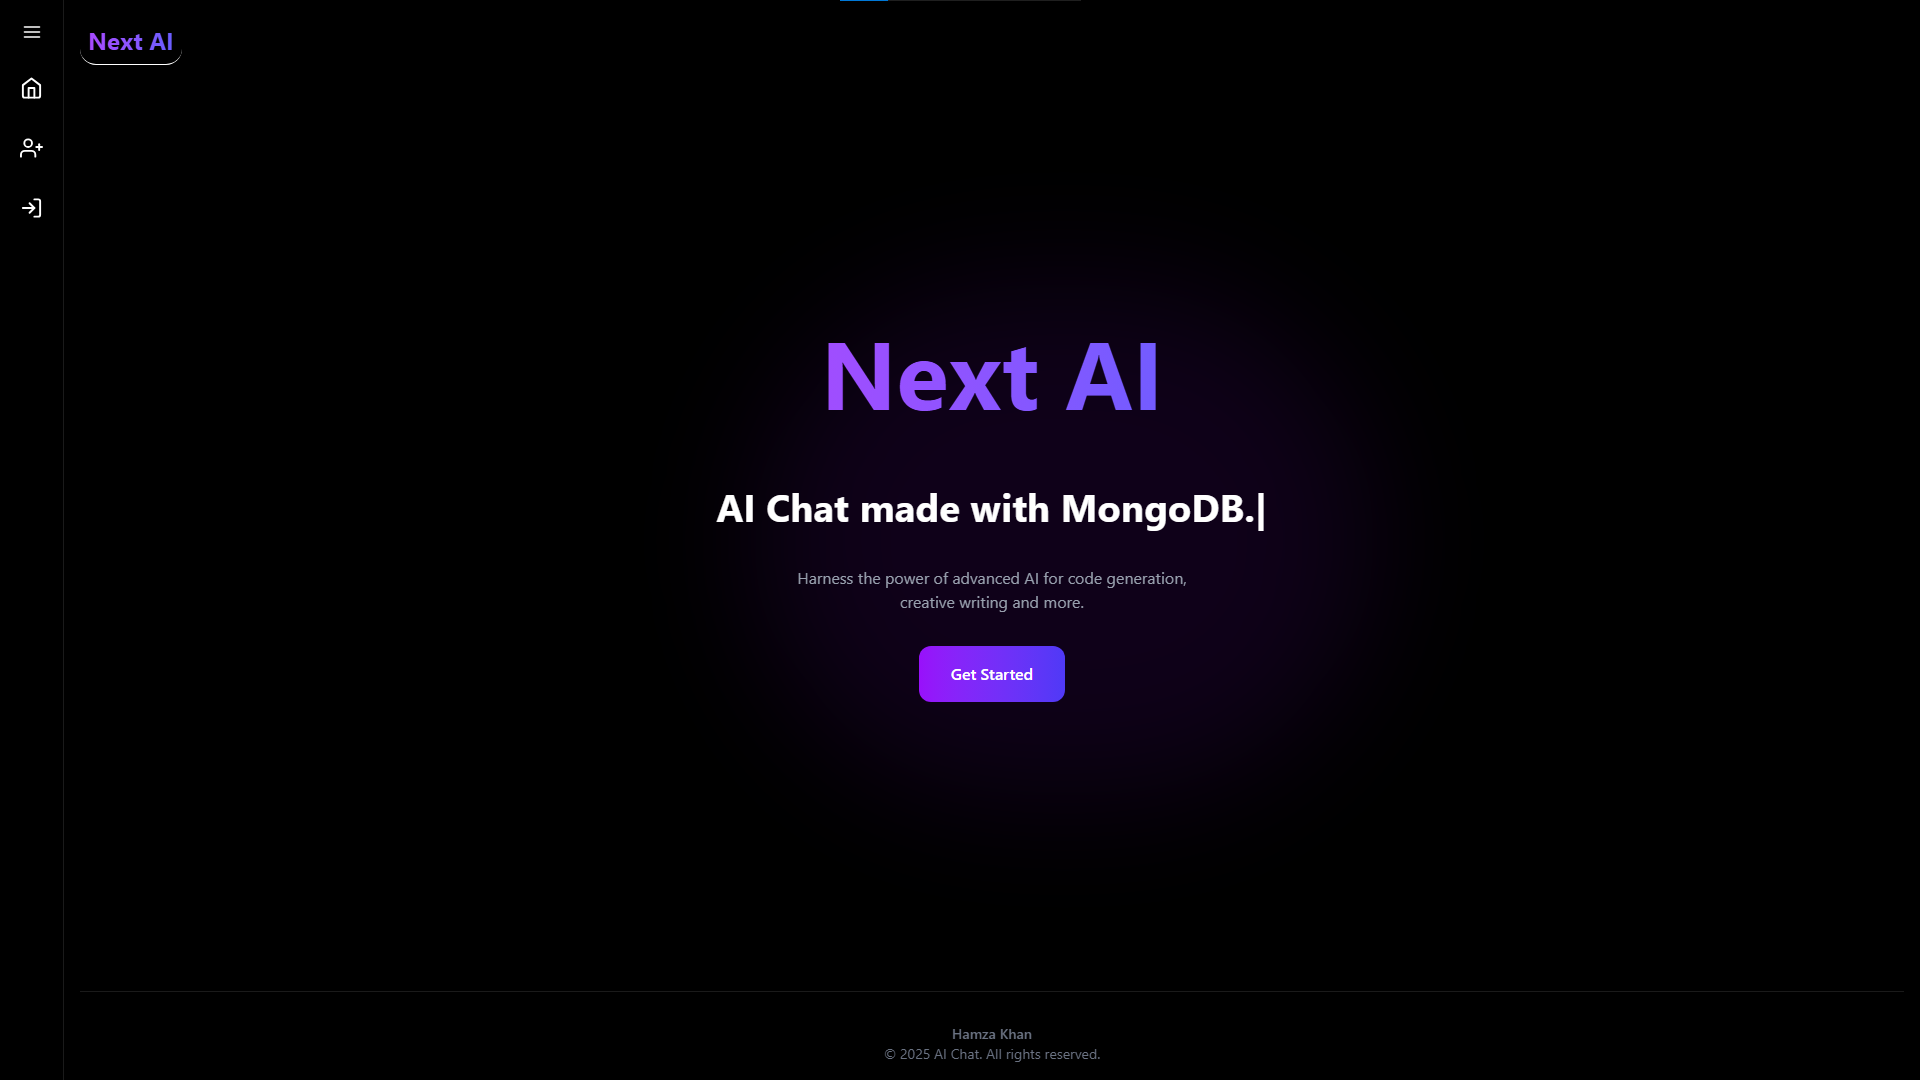 Next AI
Next AI
AI Chat made with MongoDB.|
Harness the power of advanced AI for code generation,
creative writing and more.
Get Started
Hamza Khan
© 2025 AI Chat. All rights reserved.